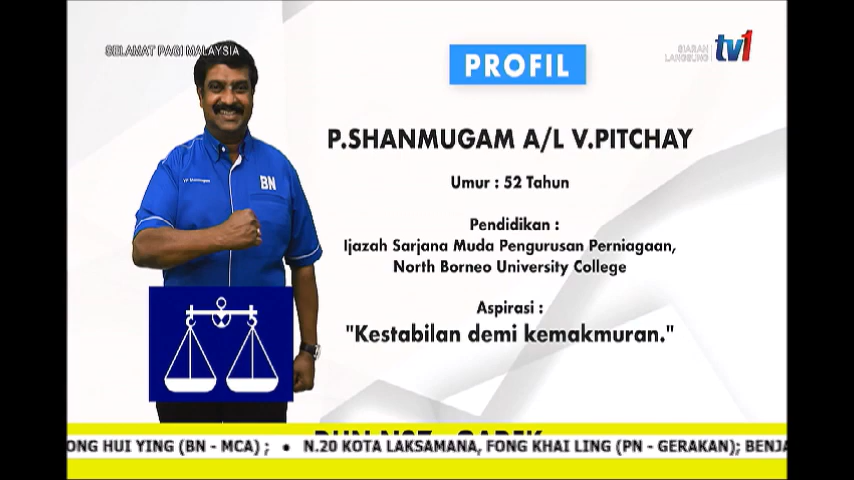 SELAMAT PAGI MALAYSIA
SIARAN
LANGSUNG
tv1
PROFIL
P.SHANMUGAM A/L V.PITCHAY
Umur : 52 Tahun
Pendidikan :
Ijazah Sarjana Muda Pengurusan Perniagaan,
North Borneo University College
Aspirasi :
"Kestabilan demi kemakmuran."
BN
ONG HUI YING (BN - MCA) ; • N.20 KOTA LAKSAMANA, FONG KHAI LING (PN - GERAKAN); BENJA